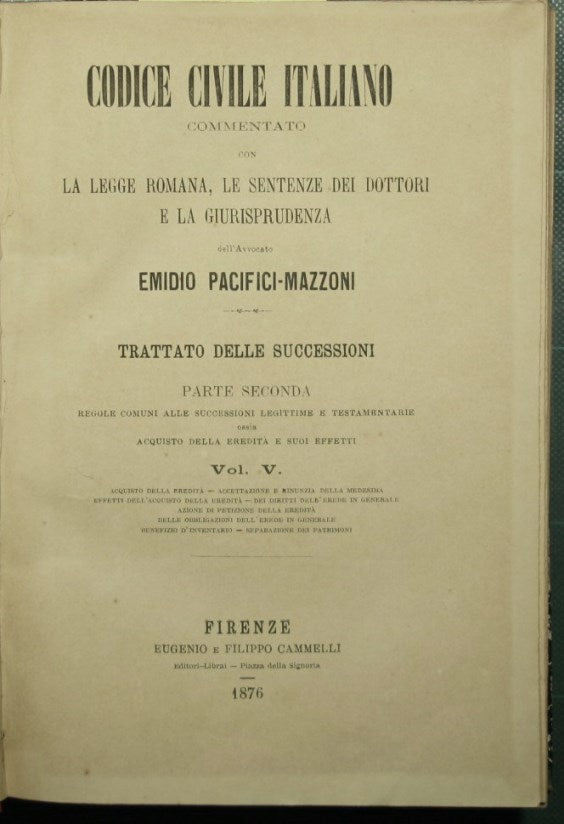 CODICE CIVILE ITALIANO
COMMENTATO
CON
LA LEGGE ROMANA, LE SENTENZE DEI DOTTORI
E LA GIURISPRUDENZA
dell'Avvocato
EMIDIO PACIFICI-MAZZONI
TRATTATO DELLE SUCCESSIONI
PARTE SECONDA
REGOLE COMUNI ALLE SUCCESSIONI LEGITTIME E TESTAMENTARIE
ossia
ACQUISTO DELLA EREDITÀ E SUOI EFFETTI
Vol. V.
ACQUISTO DELLA EREDITÀ — ACCETTAZIONE E RINUNZIA DELLA MEDESIMA
EFFETTI DELL'ACQUISTO DELLA EREDITÀ — DEI DIRITTI DELL'EREDE IN GENERALE
AZIONE DI PETIZIONE DELLA EREDITÀ
DELLE OBBLIGAZIONI DELL'EREDE IN GENERALE
BENEFIZIO D'INVENTARIO — SEPARAZIONE DEI PATRIMONI
FIRENZE
EUGENIO E FILIPPO CAMMELLI
Editori-Librai — Piazza della Signoria
1876